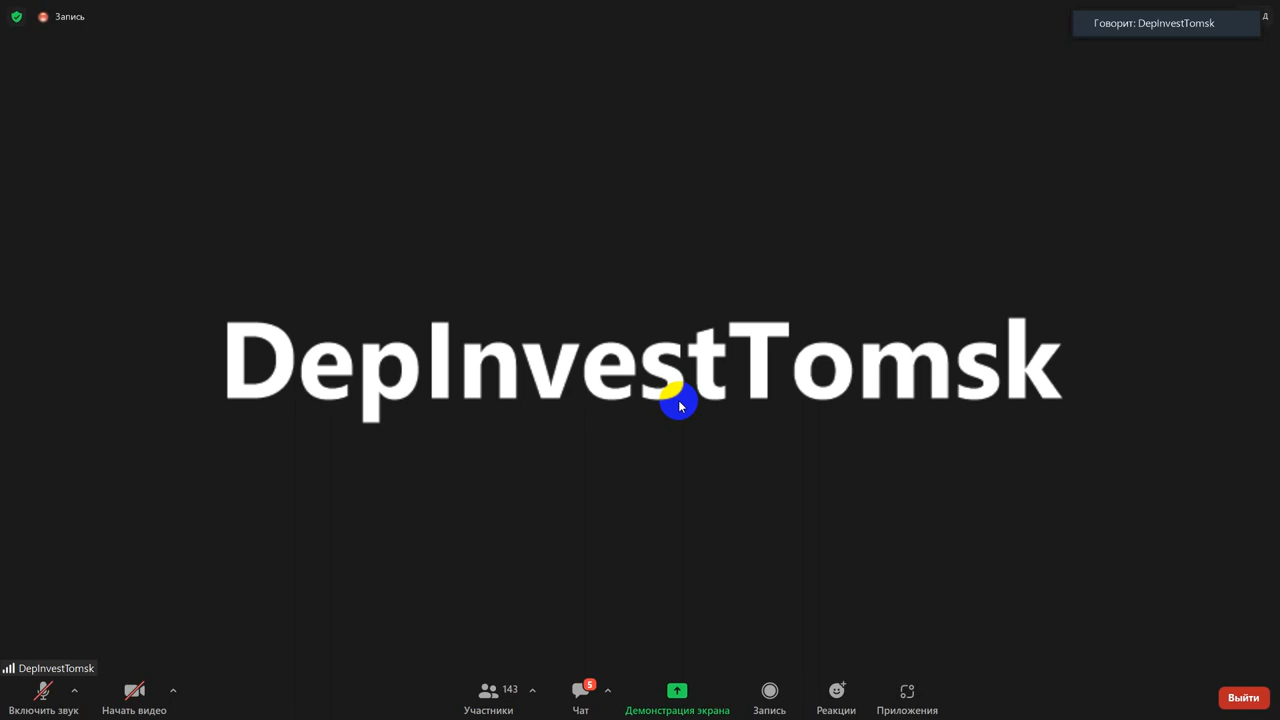 Запись
Говорит: DepInvestTomsk
Д
DepInvestTomsk
DepInvestTomsk
Включить звук
Начать видео
143
Участники
5
Чат
Демонстрация экрана
Запись
Реакции
Приложения
Выйти